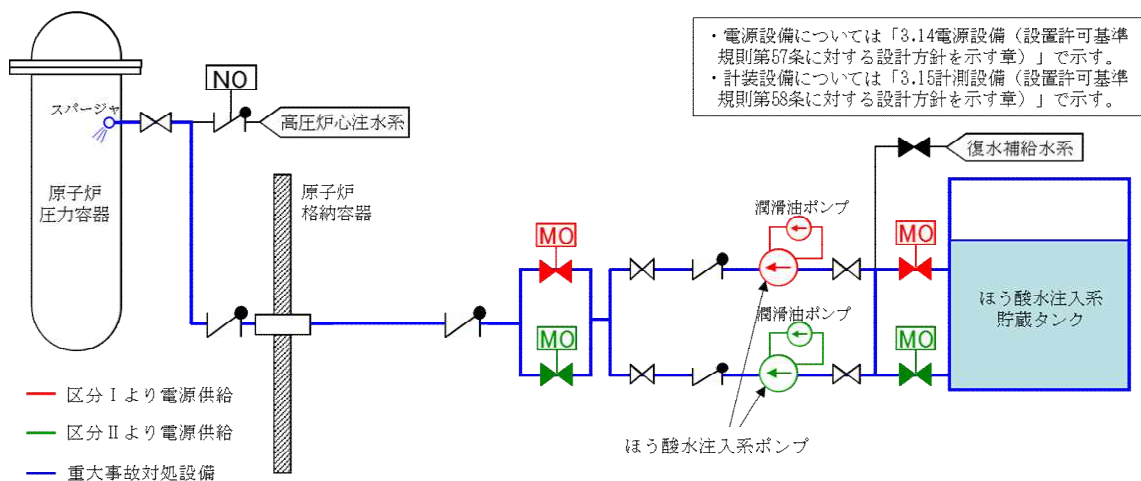 ・電源設備については「3.14電源設備（設置許可基準
規則第57条に対する設計方針を示す章）」で示す。
・計装設備については「3.15計測設備（設置許可基準
規則第58条に対する設計方針を示す章）」で示す。
NO
スパージャ
高圧炉心注水系
復水補給水系
原子炉
圧力容器
原子炉
格納容器
潤滑油ポンプ
MO
MO
ほう酸水注入系
貯蔵タンク
潤滑油ポンプ
MO
MO
ほう酸水注入系ポンプ
区分Ⅰより電源供給
区分Ⅱより電源供給
重大事故対処設備